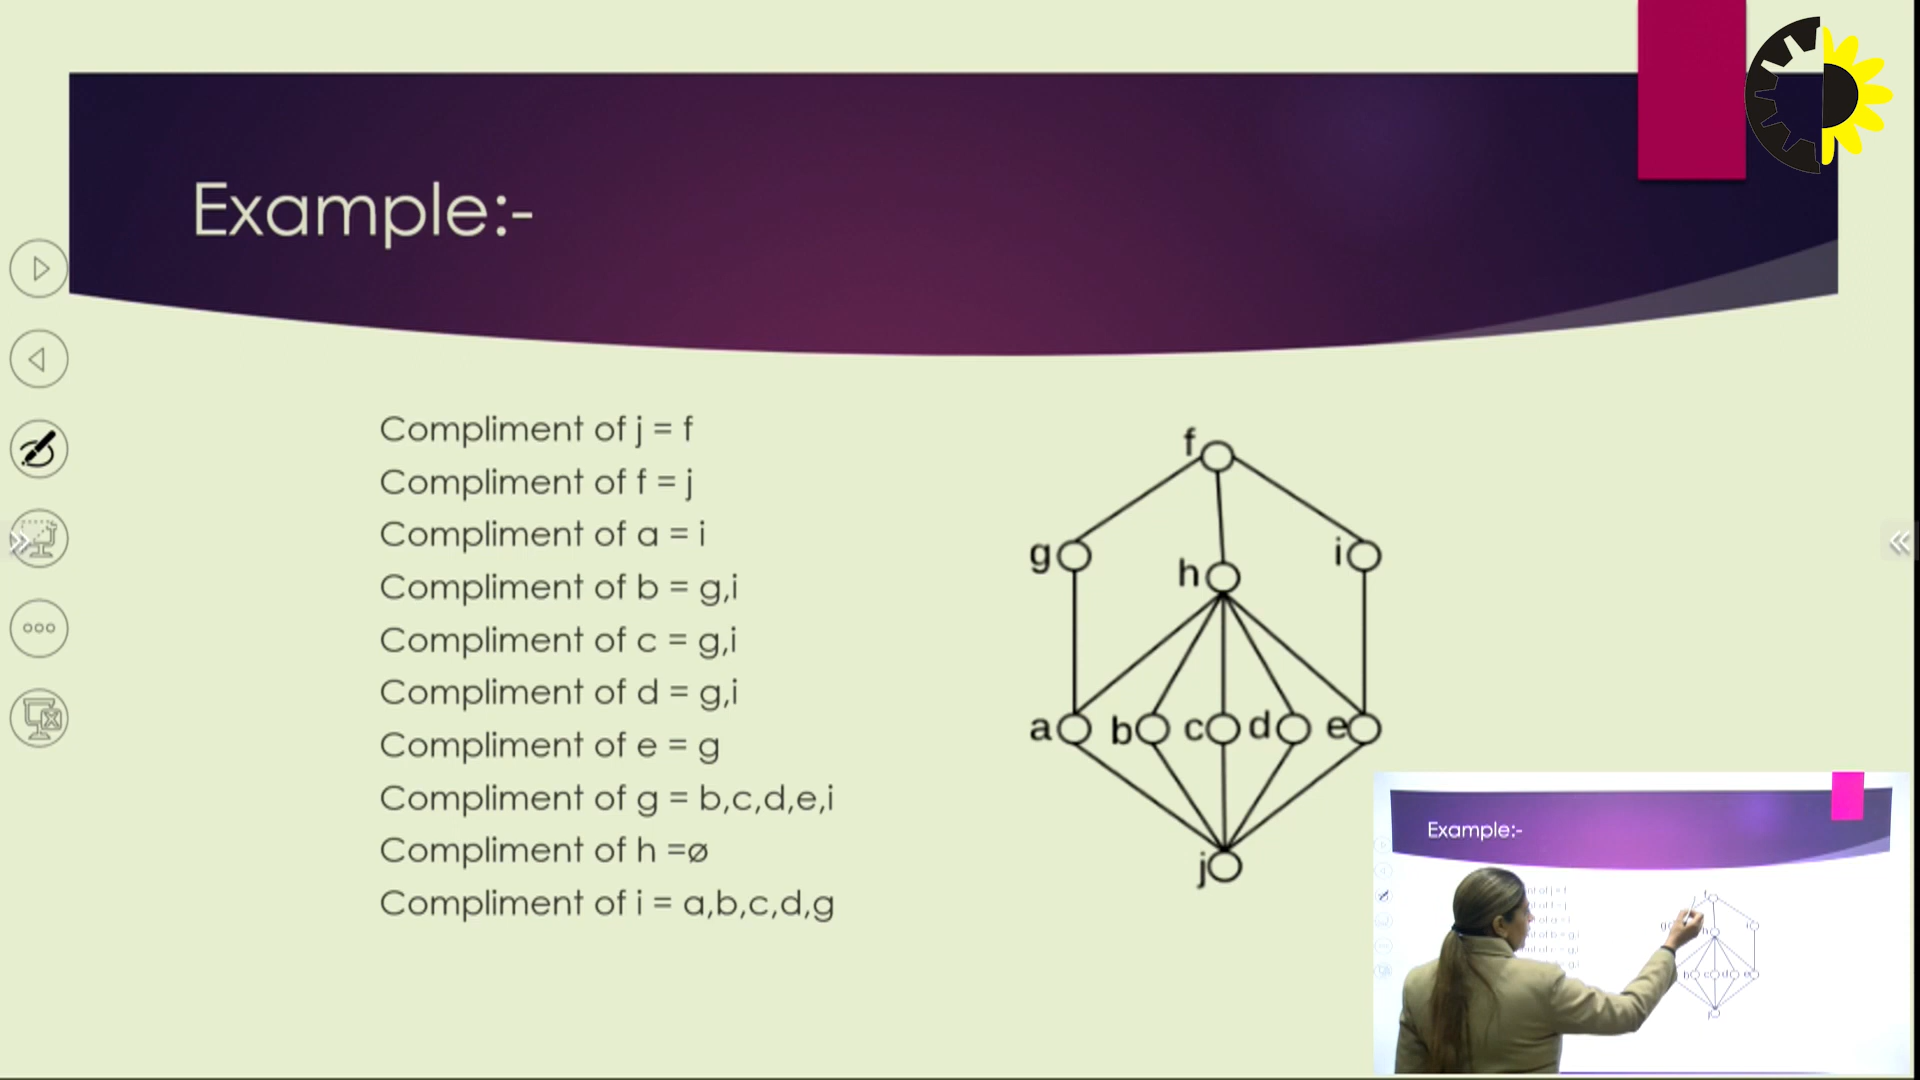 Example:-
Compliment of j = f
Compliment of f = j
Compliment of a = i
Compliment of b = g,i
Compliment of c = g,i
Compliment of d = g,i
Compliment of e = g
Compliment of g = b,c,d,e,i
Compliment of h =ø
Compliment of i = a,b,c,d,g
f
g
h
i
a
b
c
d
e
j
Example:-